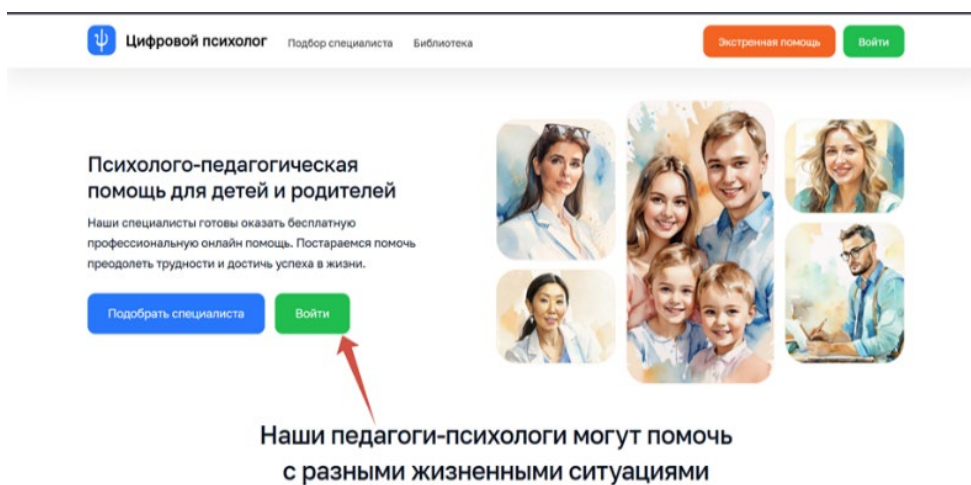 Цифровой психолог Подбор специалиста Библиотека Экстренная помощь Войти
Психолого-педагогическая
помощь для детей и родителей
Наши специалисты готовы оказать бесплатную
профессиональную онлайн помощь. Постараемся помочь
преодолеть трудности и достичь успеха в жизни.
Подобрать специалиста Войти
Наши педагоги-психологи могут помочь
с разными жизненными ситуациями